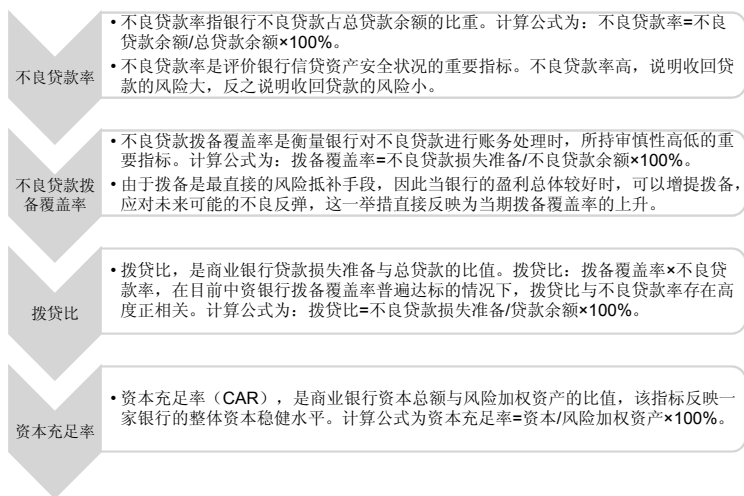 不良贷款率
• 不良贷款率指银行不良贷款占总贷款余额的比重。计算公式为：不良贷款率=不良
贷款余额/总贷款余额×100%。
• 不良贷款率是评价银行信贷资产安全状况的重要指标。不良贷款率高，说明收回贷
款的风险大，反之说明收回贷款的风险小。
不良贷款拨
备覆盖率
• 不良贷款拨备覆盖率是衡量银行对不良贷款进行账务处理时，所持审慎性高低的重
要指标。计算公式为：拨备覆盖率=不良贷款损失准备/不良贷款余额×100%。
• 由于拨备是最直接的风险抵补手段，因此当银行的盈利总体较好时，可以增提拨备，
应对未来可能的不良反弹，这一举措直接反映为当期拨备覆盖率的上升。
拨贷比
• 拨贷比，是商业银行贷款损失准备与总贷款的比值。拨贷比：拨备覆盖率×不良贷
款率，在目前中资银行拨备覆盖率普遍达标的情况下，拨贷比与不良贷款率存在高
度正相关。计算公式为：拨贷比=不良贷款损失准备/贷款余额×100%。
资本充足率
• 资本充足率（CAR），是商业银行资本总额与风险加权资产的比值，该指标反映一
家银行的整体资本稳健水平。计算公式为资本充足率=资本/风险加权资产×100%。